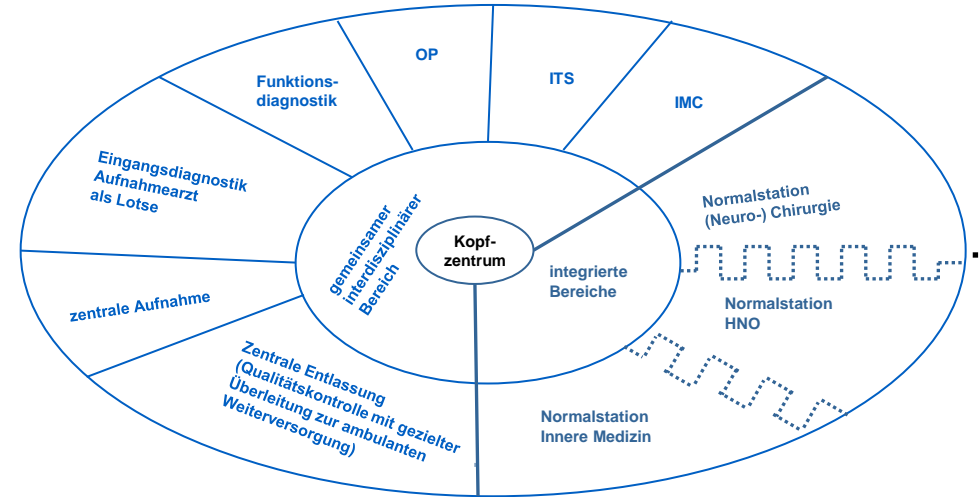 OP
ITS
IMC
Funktions-
diagnostik
Eingangsdiagnostik
Aufnahmearzt
als Lotse
zentrale Aufnahme
Zentrale Entlassung
(Qualitätskontrolle mit gezielter
Überleitung zur ambulanten
Weiterversorgung)
gemeinsamer
interdisziplinärer
Bereich
Kopf-
zentrum
integrierte
Bereiche
Normalstation
(Neuro-) Chirurgie
Normalstation
HNO
Normalstation
Innere Medizin